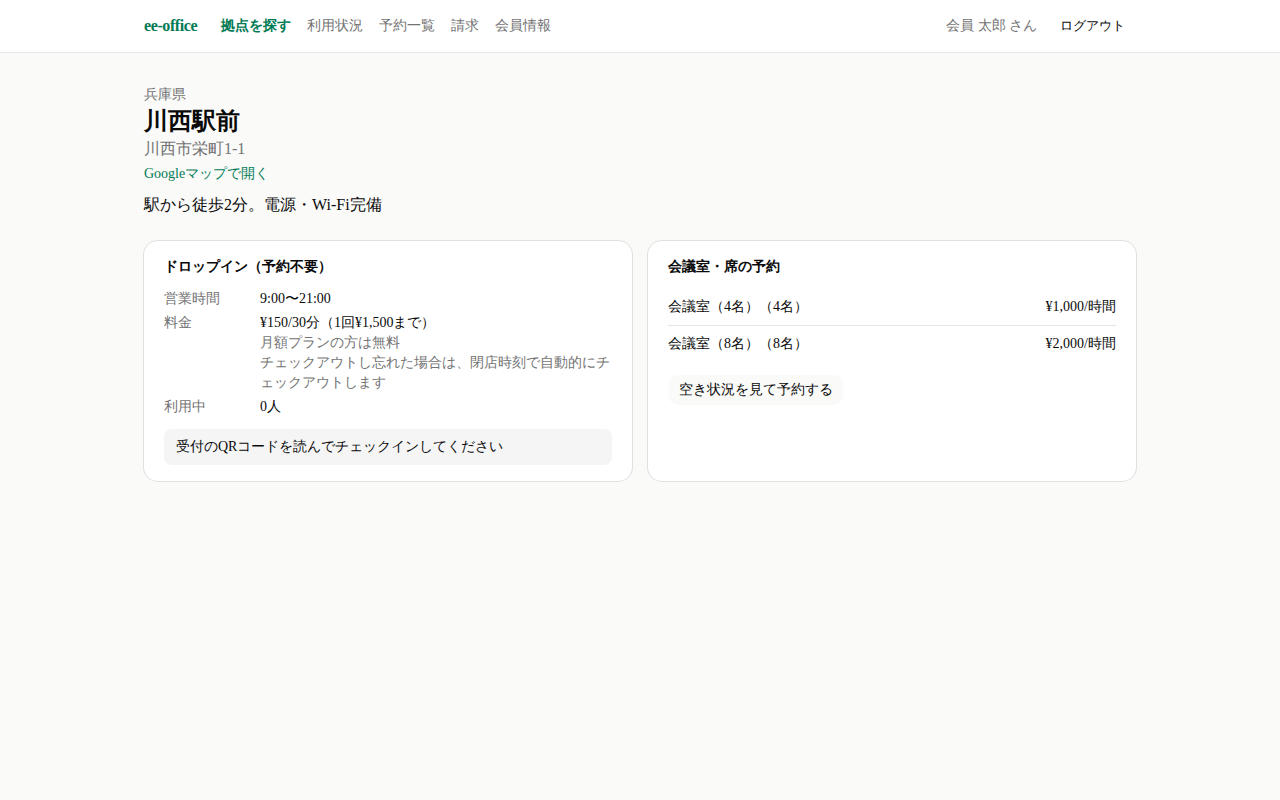 ee-office 拠点を探す 利用状況 予約一覧 請求 会員情報 会員 太郎 さん ログアウト
兵庫県
川西駅前
川西市栄町1-1
Googleマップで開く
駅から徒歩2分。電源・Wi-Fi完備
ドロップイン（予約不要）
営業時間 9:00〜21:00
料金 ¥150/30分（1回¥1,500まで）
月額プランの方は無料
チェックアウトし忘れた場合は、閉店時刻で自動的にチ
ェックアウトします
利用中 0人
受付のQRコードを読んでチェックインしてください
会議室・席の予約
会議室（4名）（4名） ¥1,000/時間
会議室（8名）（8名） ¥2,000/時間
空き状況を見て予約する